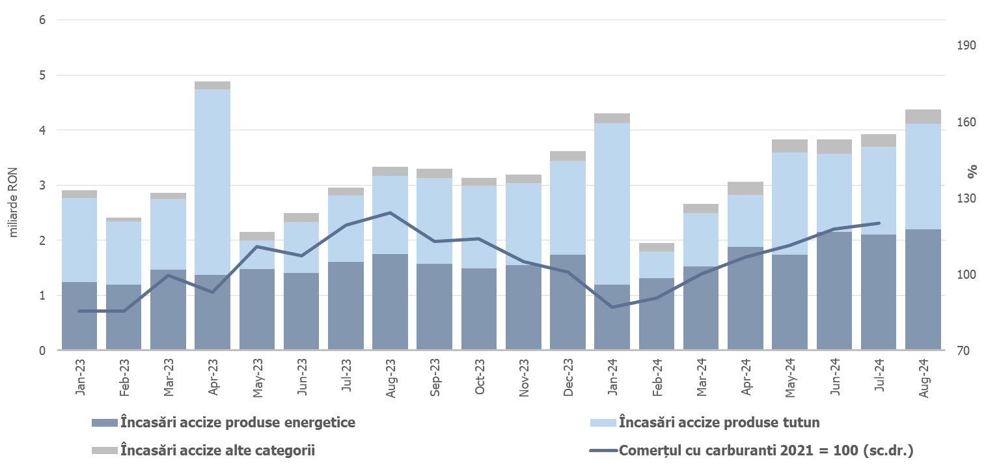 6
5
4
3
2
1
0
miliarde RON
190
160
130
100
70
%
Jan-23
Feb-23
Mar-23
Apr-23
May-23
Jun-23
Jul-23
Aug-23
Sep-23
Oct-23
Nov-23
Dec-23
Jan-24
Feb-24
Mar-24
Apr-24
May-24
Jun-24
Jul-24
Aug-24
Încasări accize produse energetice
Încasări accize produse tutun
Încasări accize alte categorii
Comerțul cu carburanti 2021 = 100 (sc.dr.)